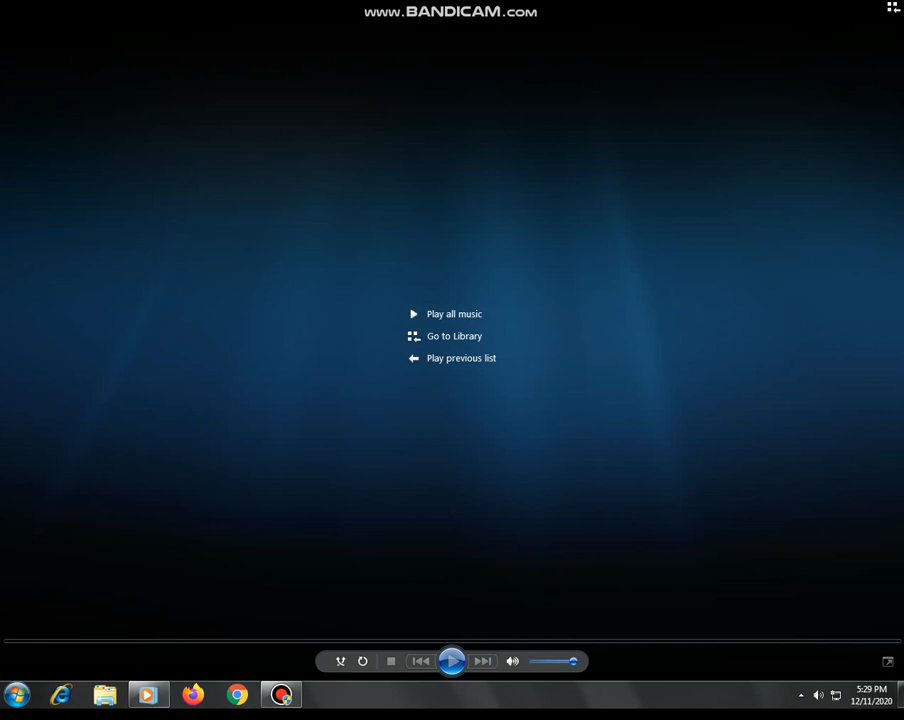 WWW.BANDICAM.COM
Play all music
Go to Library
Play previous list
5:29 PM
12/11/2020